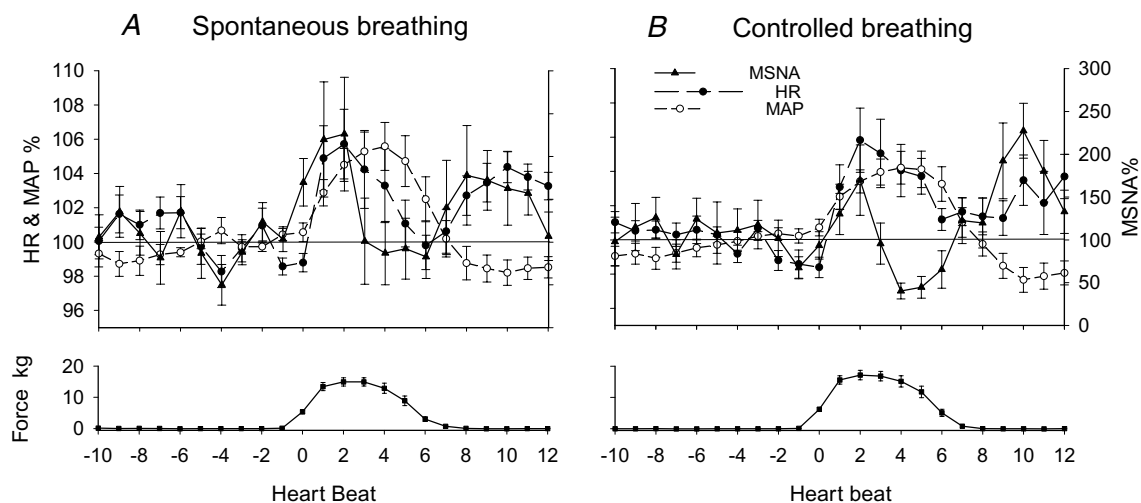 A Spontaneous breathing
B Controlled breathing
110
108
106
104
102
100
98
96
95
HR & MAP %
MSNA
HR
MAP
300
250
200
150
100
50
0
MSNA%
20
10
0
Force kg
-10 -8 -6 -4 -2 0 2 4 6 8 10 12
-10 -8 -6 -4 -2 0 2 4 6 8 10 12
Heart Beat
Heart beat